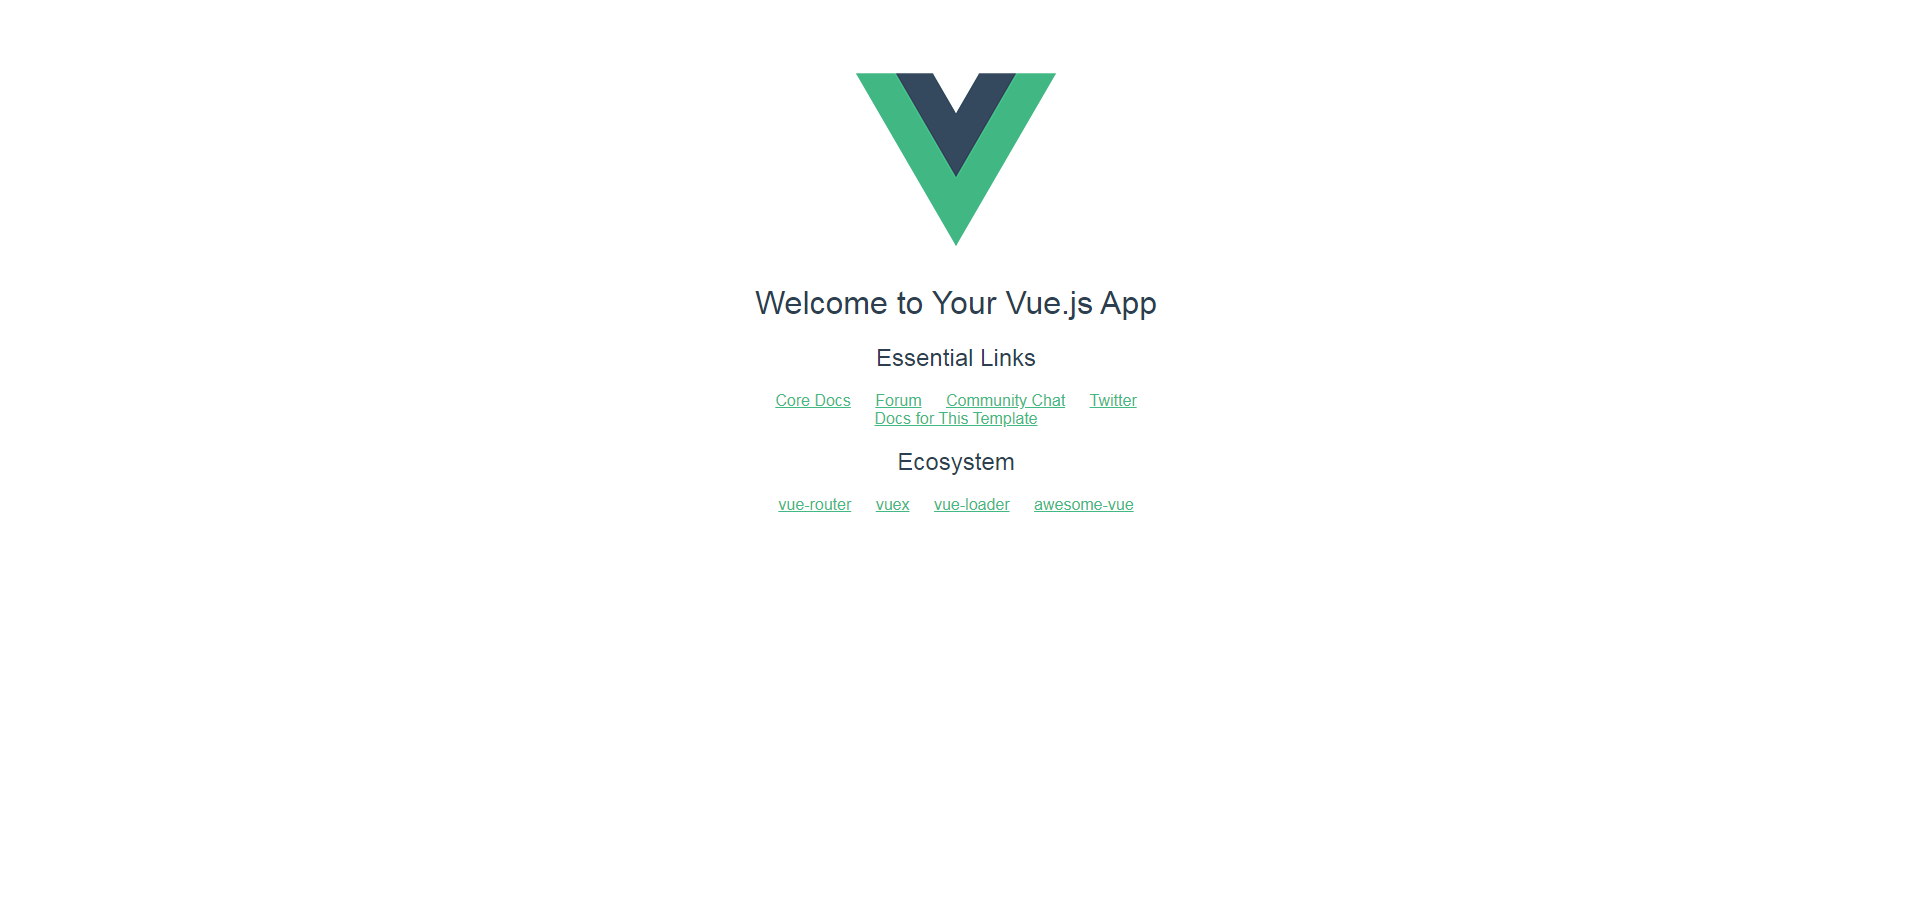 Welcome to Your Vue.js App
Essential Links
Core Docs Forum Community Chat Twitter
Docs for This Template
Ecosystem
vue-router vuex vue-loader awesome-vue